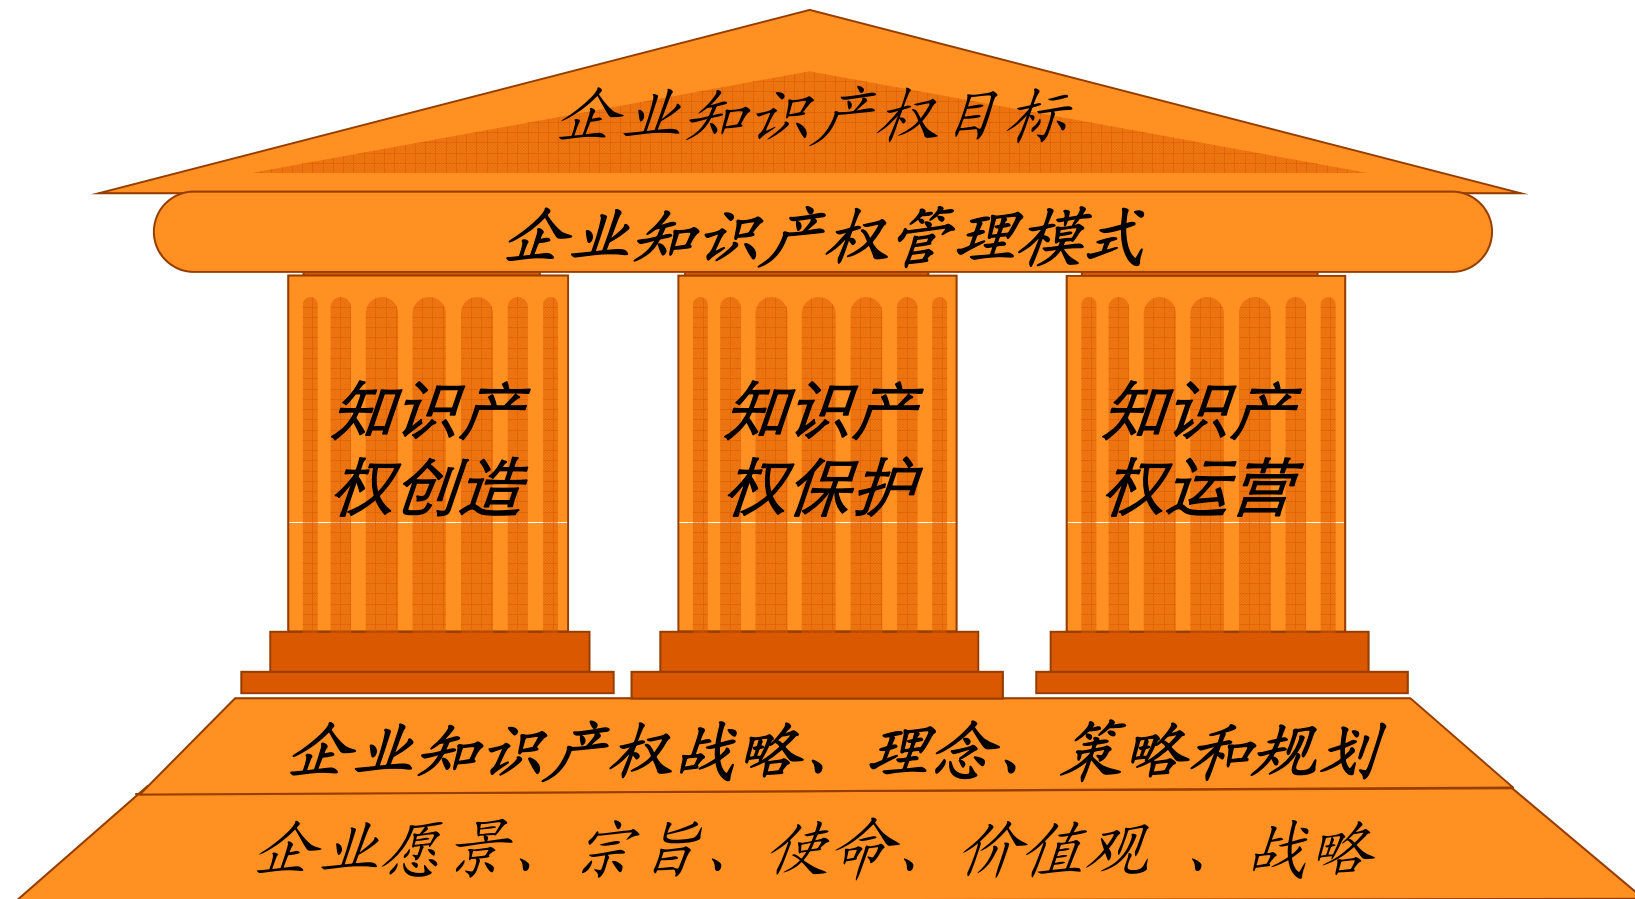 企业知识产权目标
企业知识产权管理模式
知识产
权创造
知识产
权保护
知识产
权运营
企业知识产权战略、理念、策略和规划
企业愿景、宗旨、使命、价值观 、战略